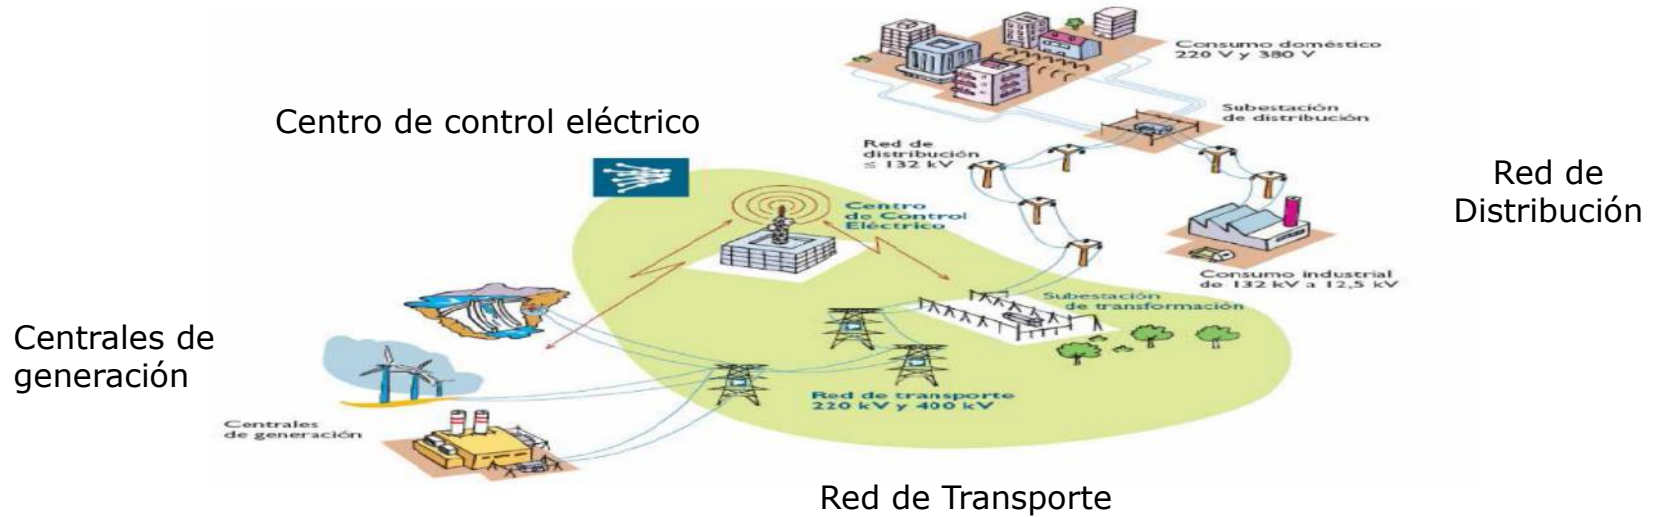 Consumo doméstico
220 V y 380 V
Centro de control eléctrico
Subestación
de distribución
Red de
distribución
≤ 132 kV
Red de
Distribución
Centro
de Control
Eléctrico
Consumo industrial
de 132 kV a 12,5 kV
Subestación
de transformación
Centrales de
generación
Red de transporte
220 kV y 400 kV
Centrales
de generación
Red de Transporte